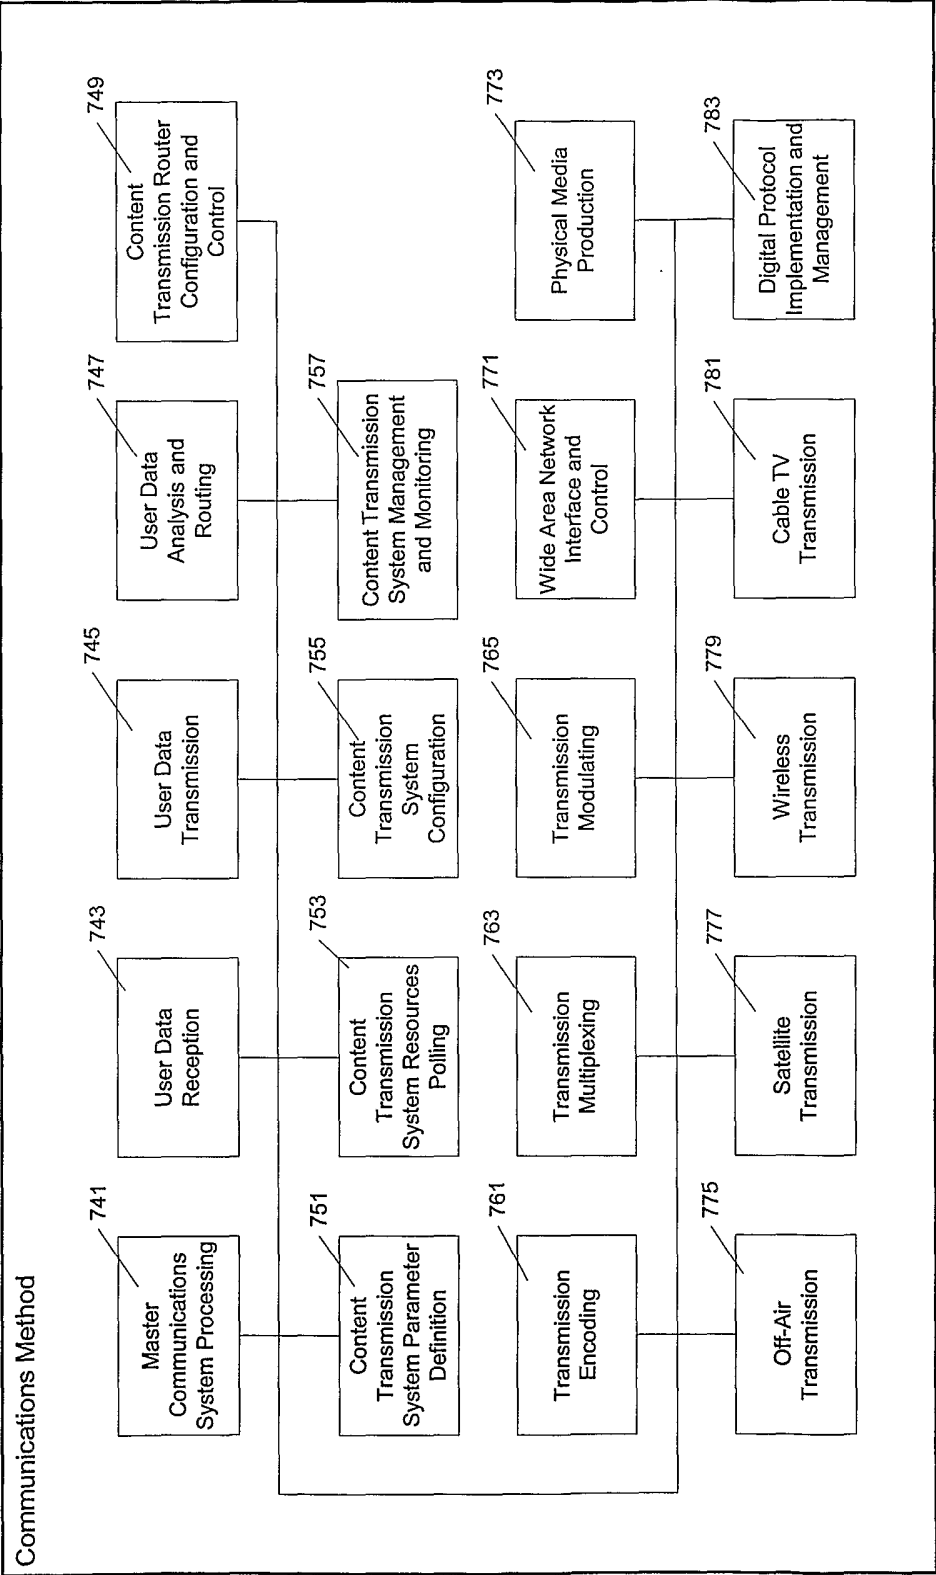 Communications Method
741
Master
Communications
System Processing
743
User Data
Reception
745
User Data
Transmission
747
User Data
Analysis and
Routing
749
Content
Transmission Router
Configuration and
Control
751
Content
Transmission
System Parameter
Definition
753
Content
Transmission
System Resources
Polling
755
Content
Transmission
System
Configuration
757
Content Transmission
System Management
and Monitoring
761
Transmission
Encoding
763
Transmission
Multiplexing
765
Transmission
Modulating
771
Wide Area Network
Interface and
Control
773
Physical Media
Production
775
Off-Air
Transmission
777
Satellite
Transmission
779
Wireless
Transmission
781
Cable TV
Transmission
783
Digital Protocol
Implementation and
Management